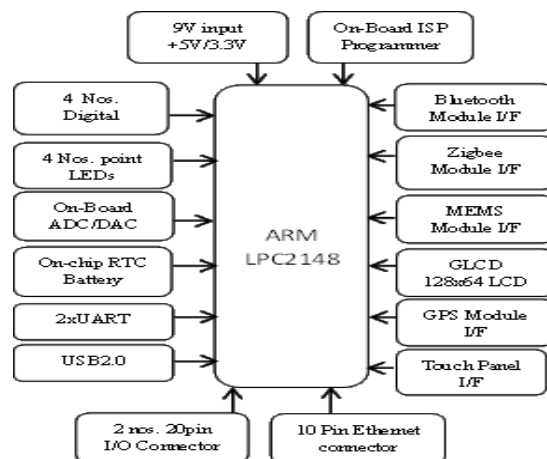 9V input
+5V/3.3V
On-Board ISP
Programmer
4 Nos.
Digital
4 Nos. point
LEDs
On-Board
ADC/DAC
On-chip RTC
Battery
2xUART
USB2.0
ARM
LPC2148
Bluetooth
Module I/F
Zigbee
Module I/F
MEMS
Module I/F
GLCD
128x64 LCD
GPS Module
I/F
Touch Panel
I/F
2 nos. 20pin
I/O Connector
10 Pin Ethernet
connector